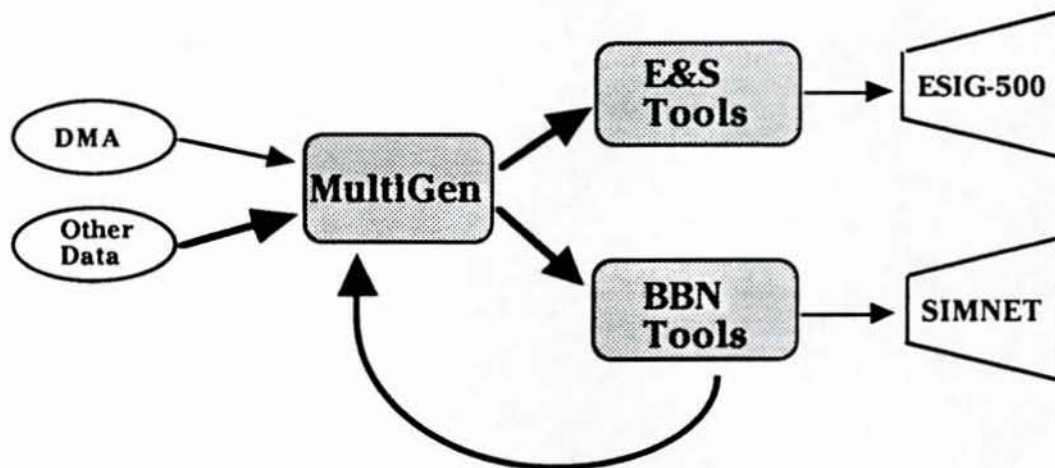 DMA
Other
Data
MultiGen
E&S
Tools
ESIG-500
BBN
Tools
SIMNET